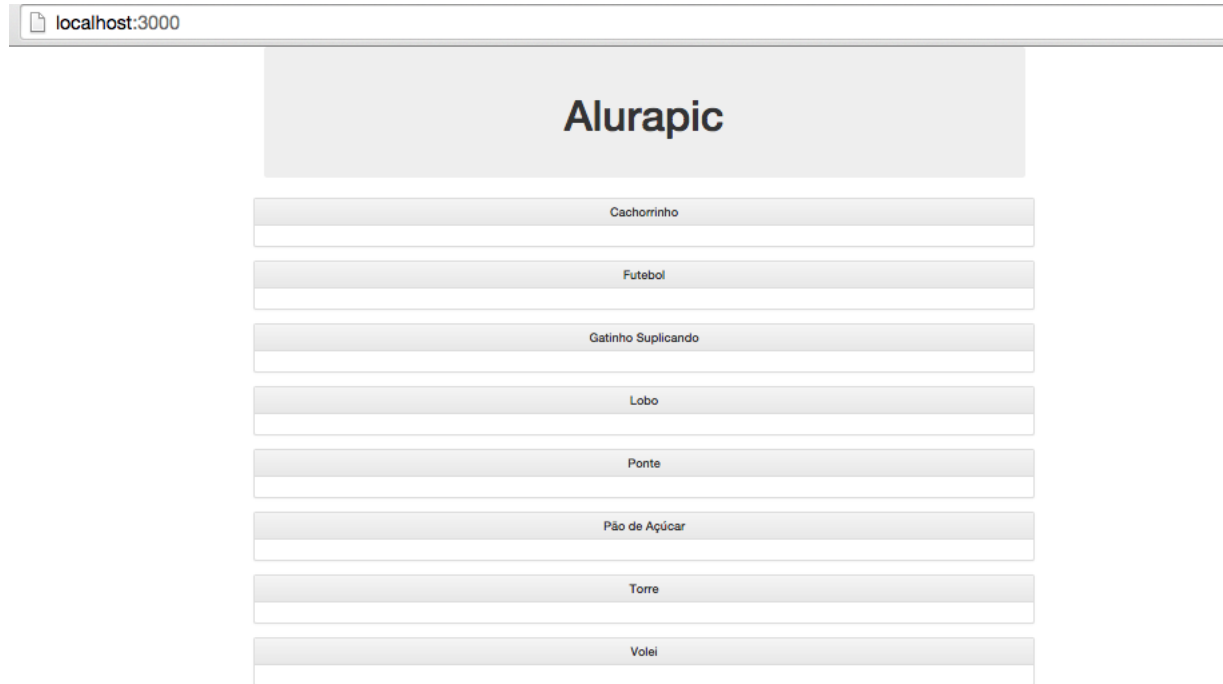 localhost:3000
Alurapic
Cachorrinho
Futebol
Gatinho Suplicando
Lobo
Ponte
Pão de Açúcar
Torre
Volei